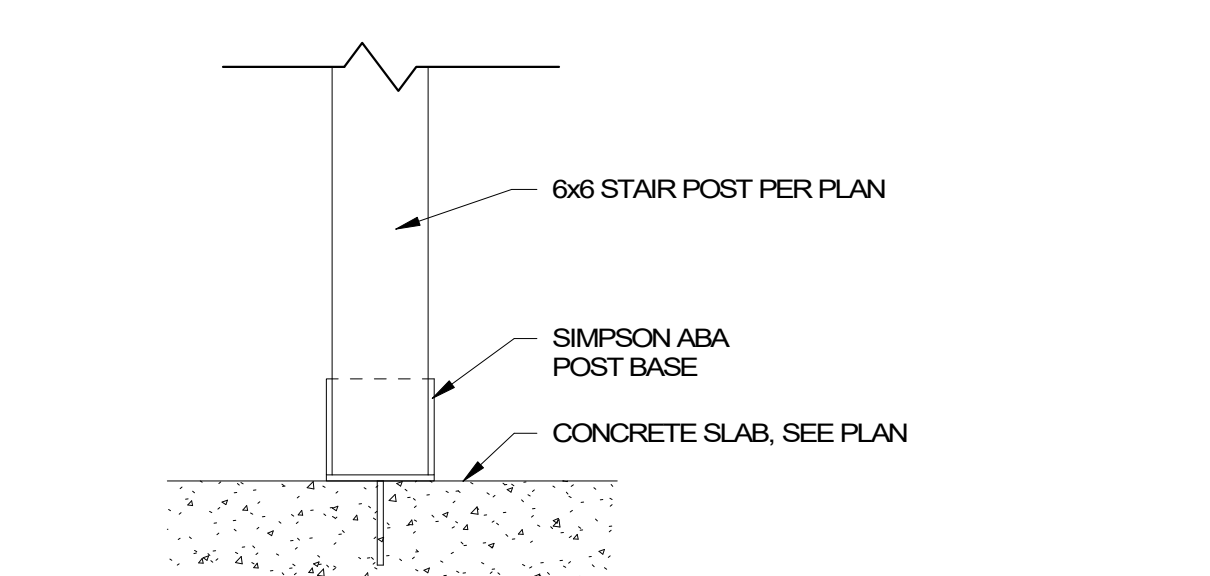 6x6 STAIR POST PER PLAN
SIMPSON ABA
POST BASE
CONCRETE SLAB, SEE PLAN